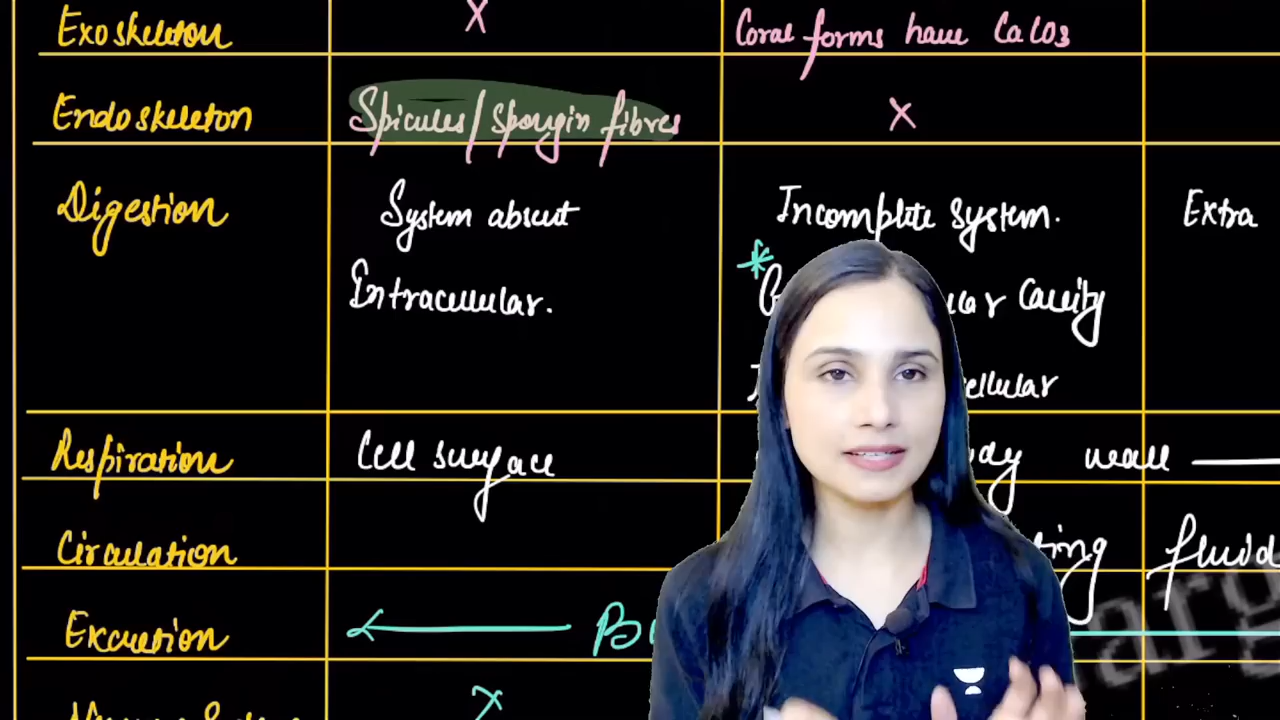 Exoskeleton X Coral forms have CaCO3
Endoskeleton Spicules/Spongin fibres X
Digestion System absent Incomplete system. Extra
Intracellular. * Cavity
Respiration Cell surface wall
Circulation fluid
Excretion
X